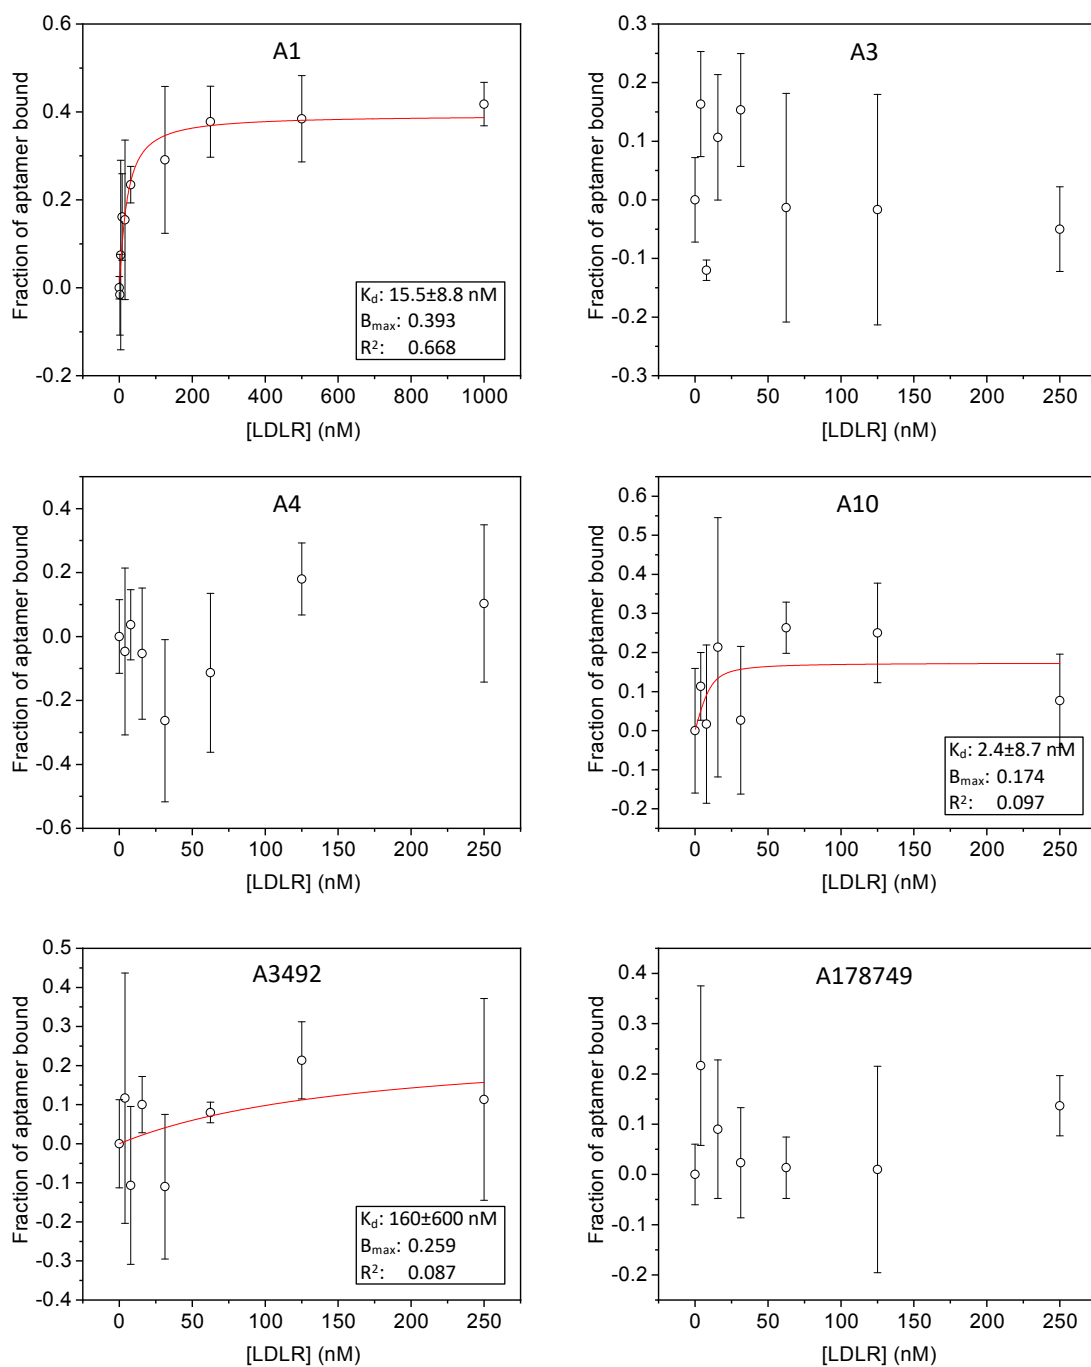 A1
Fraction of aptamer bound
0.6
0.4
0.2
0.0
-0.2
Kd: 15.5±8.8 nM
Bmax: 0.393
R²: 0.668
0 200 400 600 800 1000
[LDLR] (nM)
A3
Fraction of aptamer bound
0.3
0.2
0.1
0.0
-0.1
-0.2
-0.3
0 50 100 150 200 250
[LDLR] (nM)
A4
Fraction of aptamer bound
0.4
0.2
0.0
-0.2
-0.4
-0.6
0 50 100 150 200 250
[LDLR] (nM)
A10
Fraction of aptamer bound
0.6
0.5
0.4
0.3
0.2
0.1
0.0
-0.1
-0.2
Kd: 2.4±8.7 nM
Bmax: 0.174
R²: 0.097
0 50 100 150 200 250
[LDLR] (nM)
A3492
Fraction of aptamer bound
0.5
0.4
0.3
0.2
0.1
0.0
-0.1
-0.2
-0.3
-0.4
Kd: 160±600 nM
Bmax: 0.259
R²: 0.087
0 50 100 150 200 250
[LDLR] (nM)
A178749
Fraction of aptamer bound
0.4
0.3
0.2
0.1
0.0
-0.1
-0.2
0 50 100 150 200 250
[LDLR] (nM)